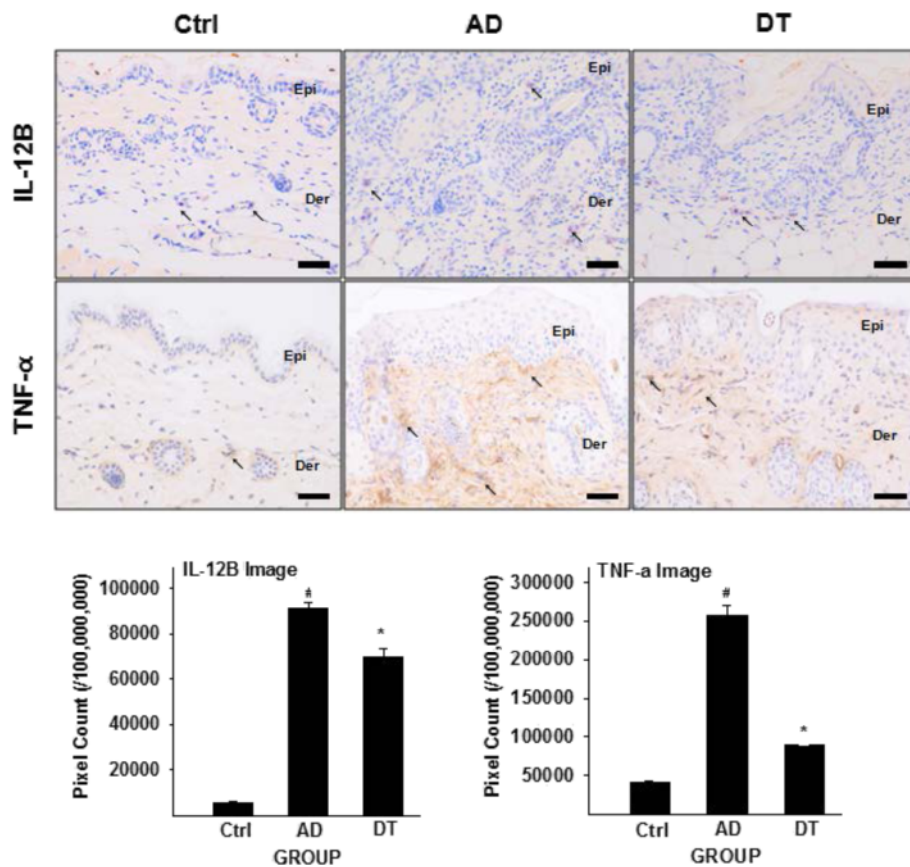 Ctrl AD DT
IL-12B
Epi Epi Epi
Der Der Der
TNF-α
Epi Epi Epi
Der Der Der
IL-12B Image
Pixel Count (/100,000,000)
100000
80000
60000
40000
20000
#
*
Ctrl AD DT
GROUP
TNF-a Image
Pixel Count (/100,000,000)
300000
250000
200000
150000
100000
50000
#
*
Ctrl AD DT
GROUP